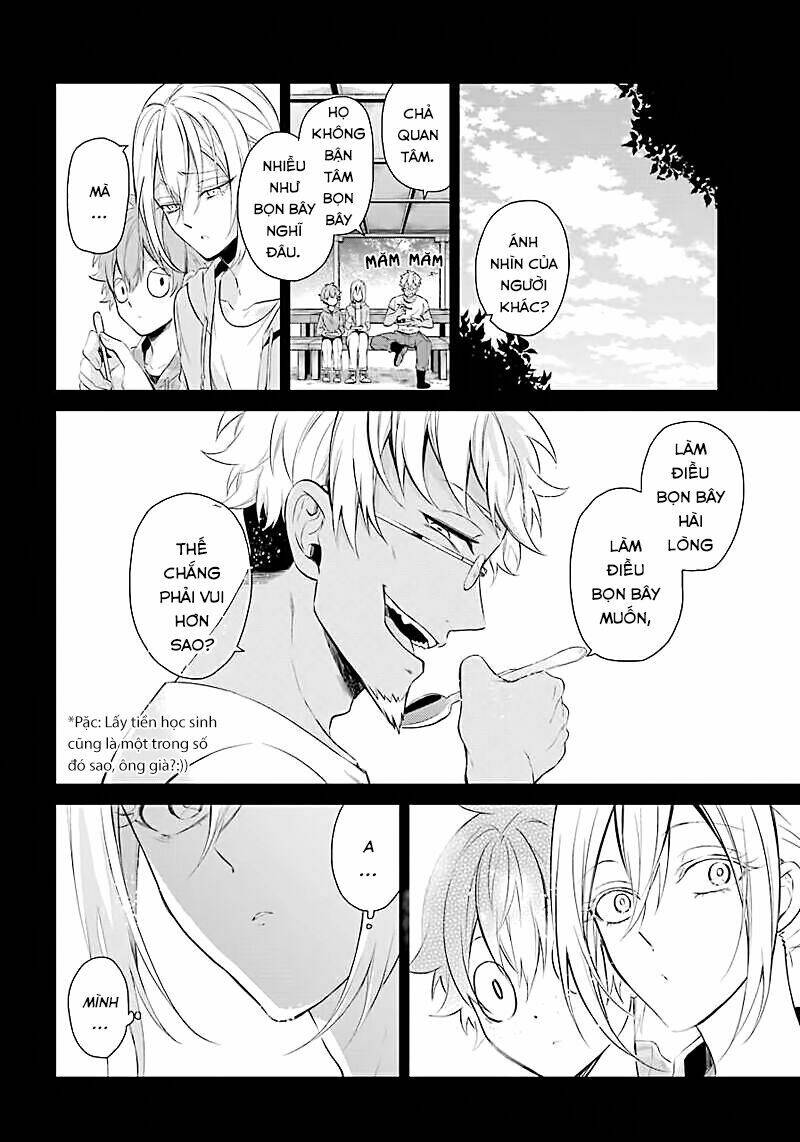 ÁNH
NHÌN CỦA
NGƯỜI
KHÁC?
CHẢ
QUAN
TÂM.
HỌ
KHÔNG
BẬN
TÂM
BỌN
BÂY
NHIỀU
NHƯ
BỌN BÂY
NGHĨ
ĐÂU.
MĂM MĂM
MÀ
...
LÀM
ĐIỀU
BỌN BÂY
HÀI
LÒNG
LÀM
ĐIỀU
BỌN BÂY
MUỐN,
THẾ
CHẲNG
PHẢI VUI
HƠN
SAO?
*Pặc: Lấy tiền học sinh
cũng là một trong số
đó sao, ông già?:))
A
...
MÌNH
...